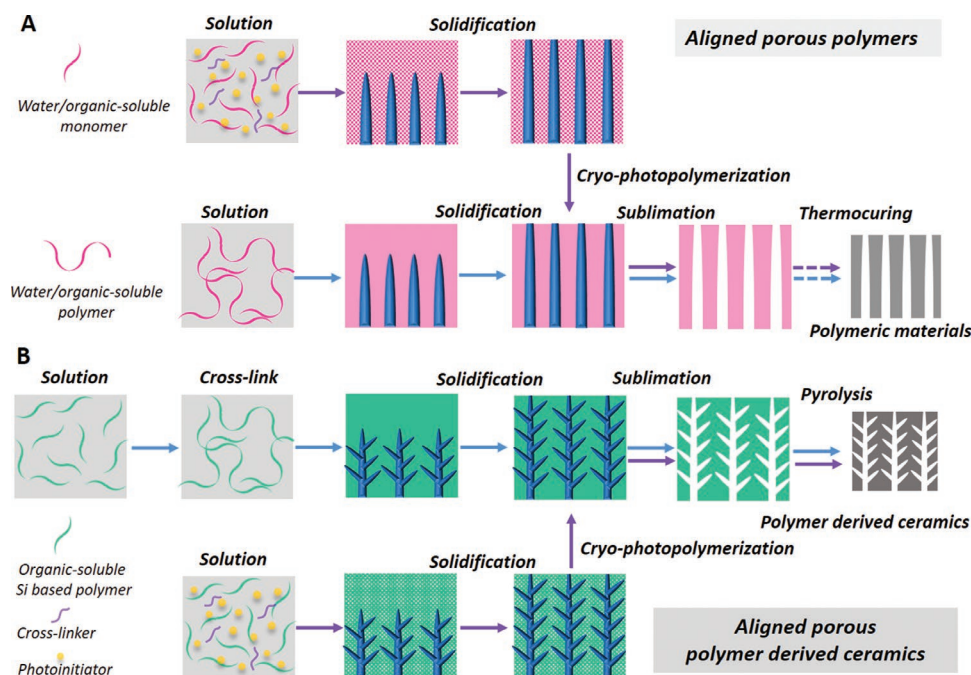 A
Solution
Solidification
Aligned porous polymers
Water/organic-soluble
monomer
Cryo-photopolymerization
Solution
Solidification
Sublimation
Thermocuring
Water/organic-soluble
polymer
Polymeric materials
B
Solution
Cross-link
Solidification
Sublimation
Pyrolysis
Polymer derived ceramics
Cryo-photopolymerization
Organic-soluble
Si based polymer
Cross-linker
Photoinitiator
Solution
Solidification
Aligned porous
polymer derived ceramics